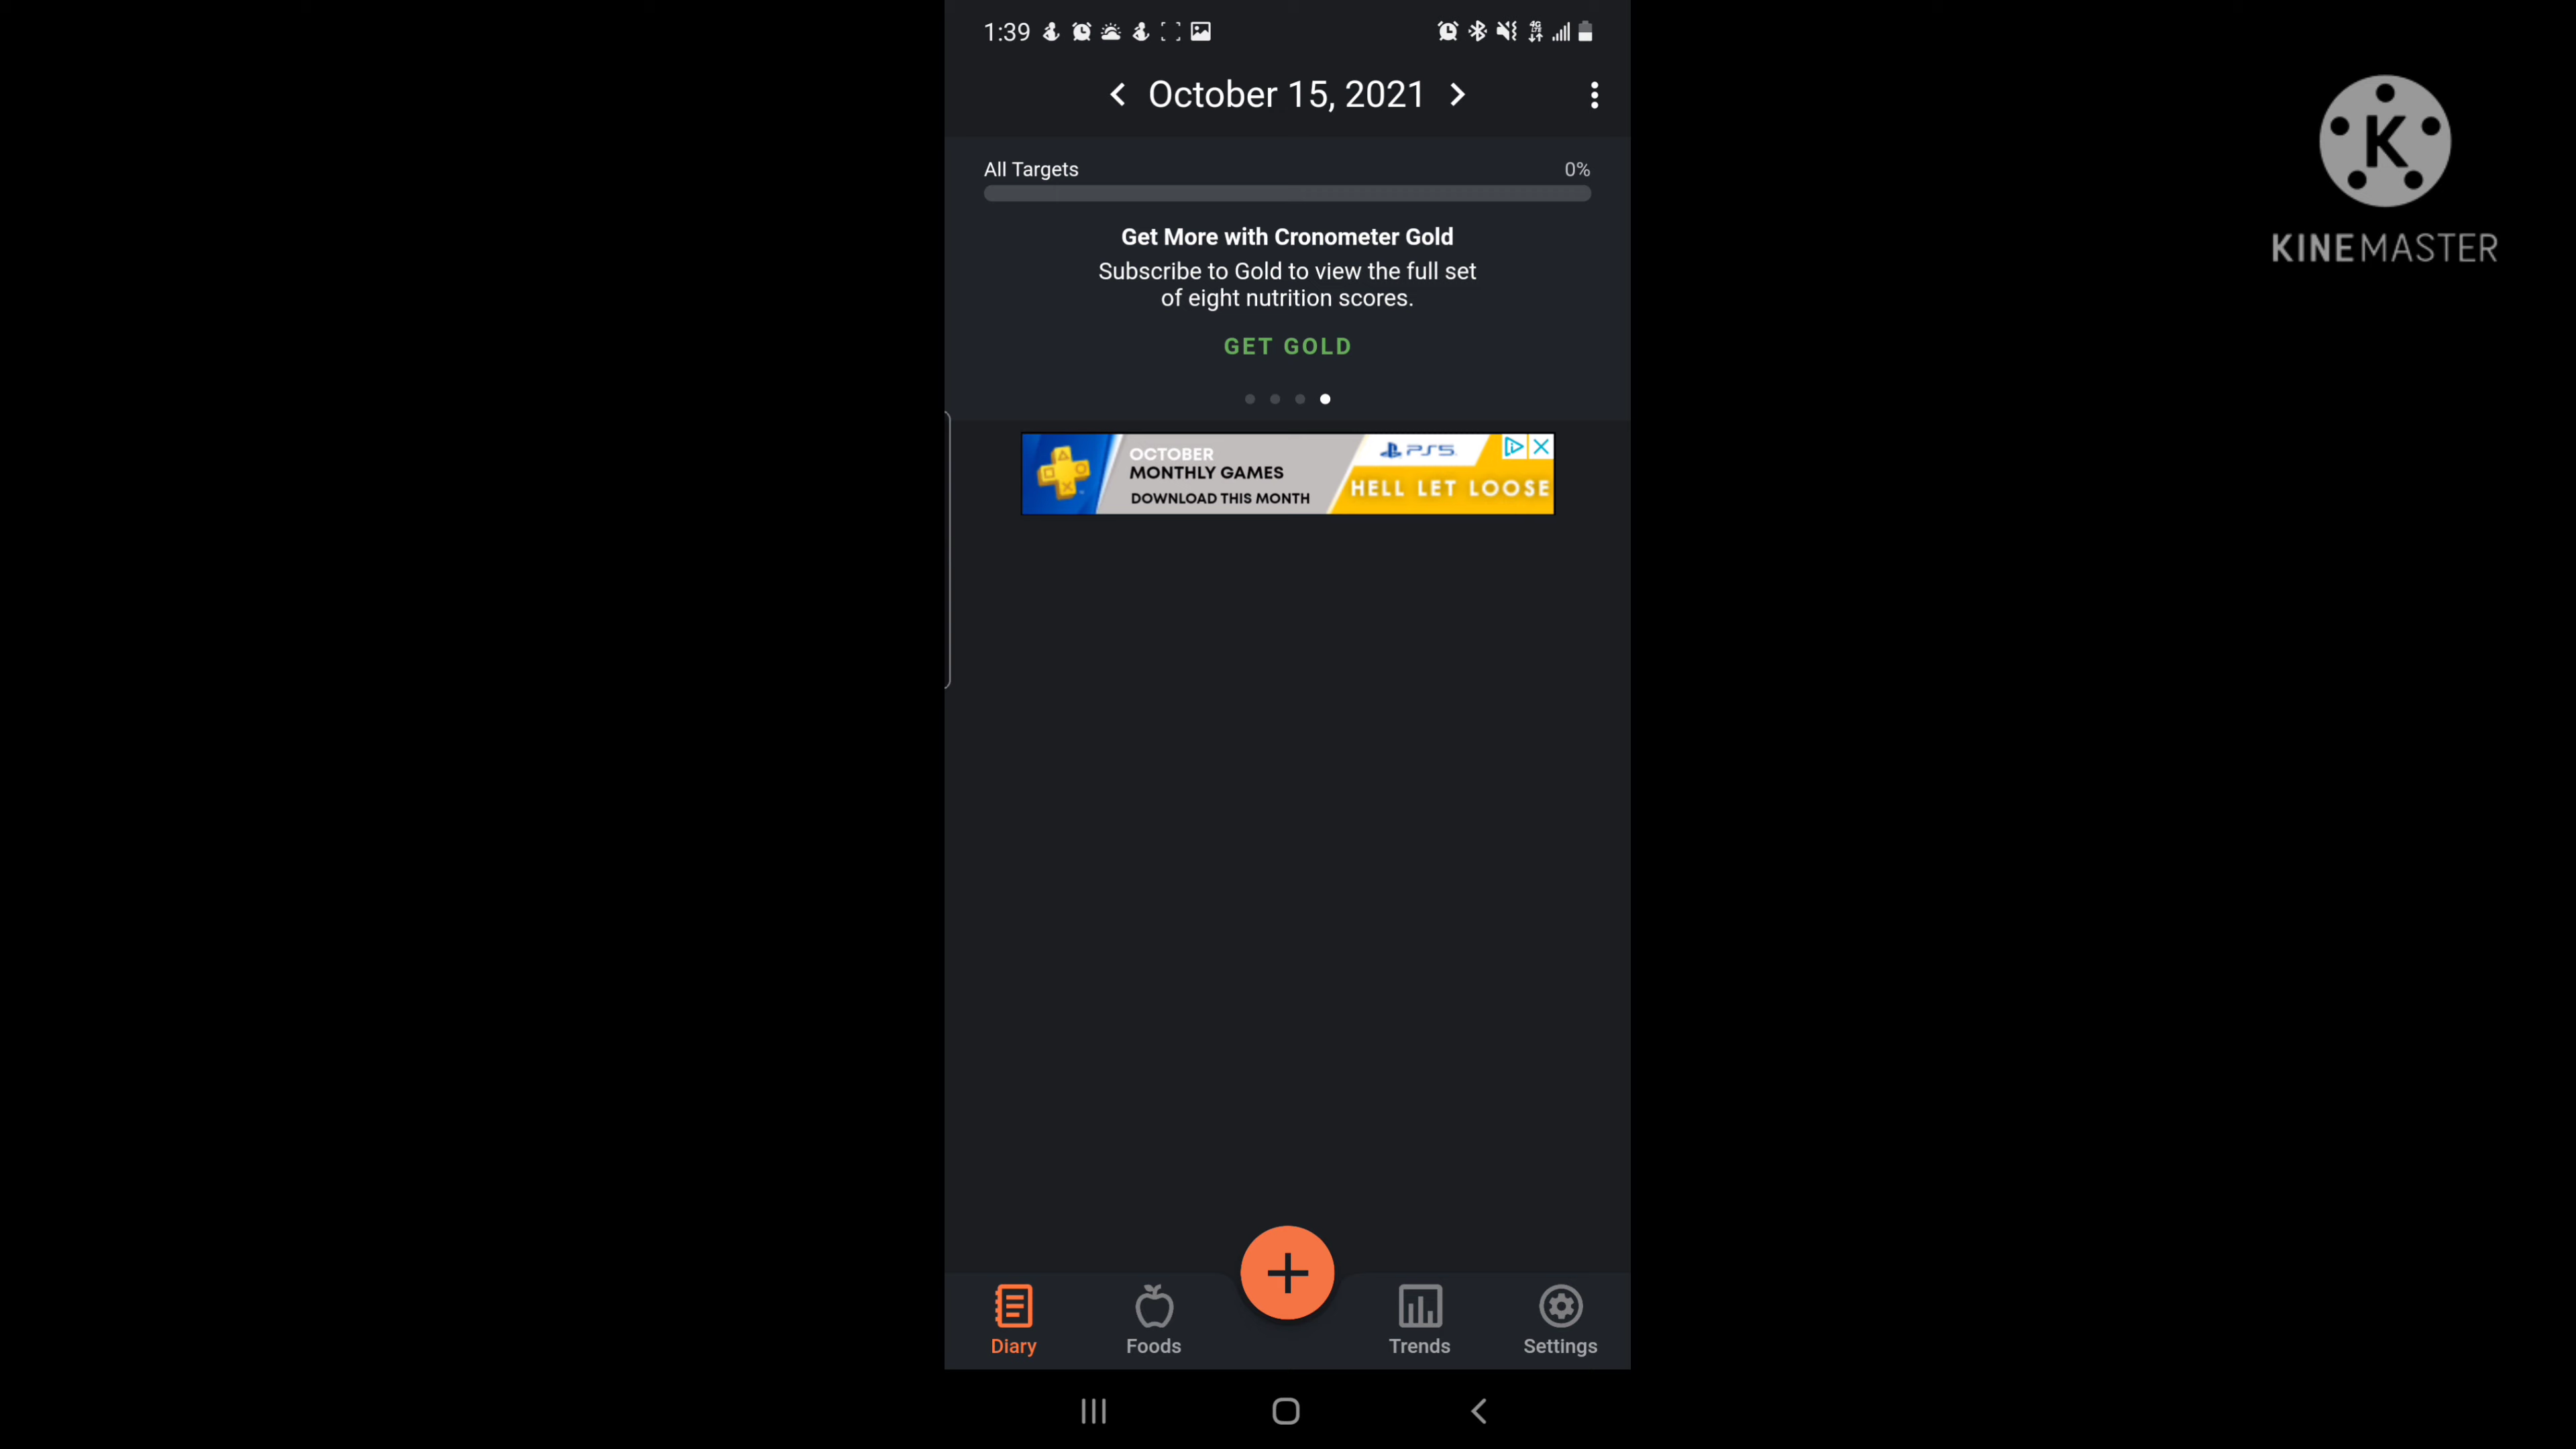 1:39
4G
October 15, 2021
All Targets 0%
Get More with Cronometer Gold
Subscribe to Gold to view the full set
of eight nutrition scores.
GET GOLD
OCTOBER
MONTHLY GAMES
DOWNLOAD THIS MONTH
PS5
HELL LET LOOSE
Diary
Foods
Trends
Settings
K
KINEMASTER